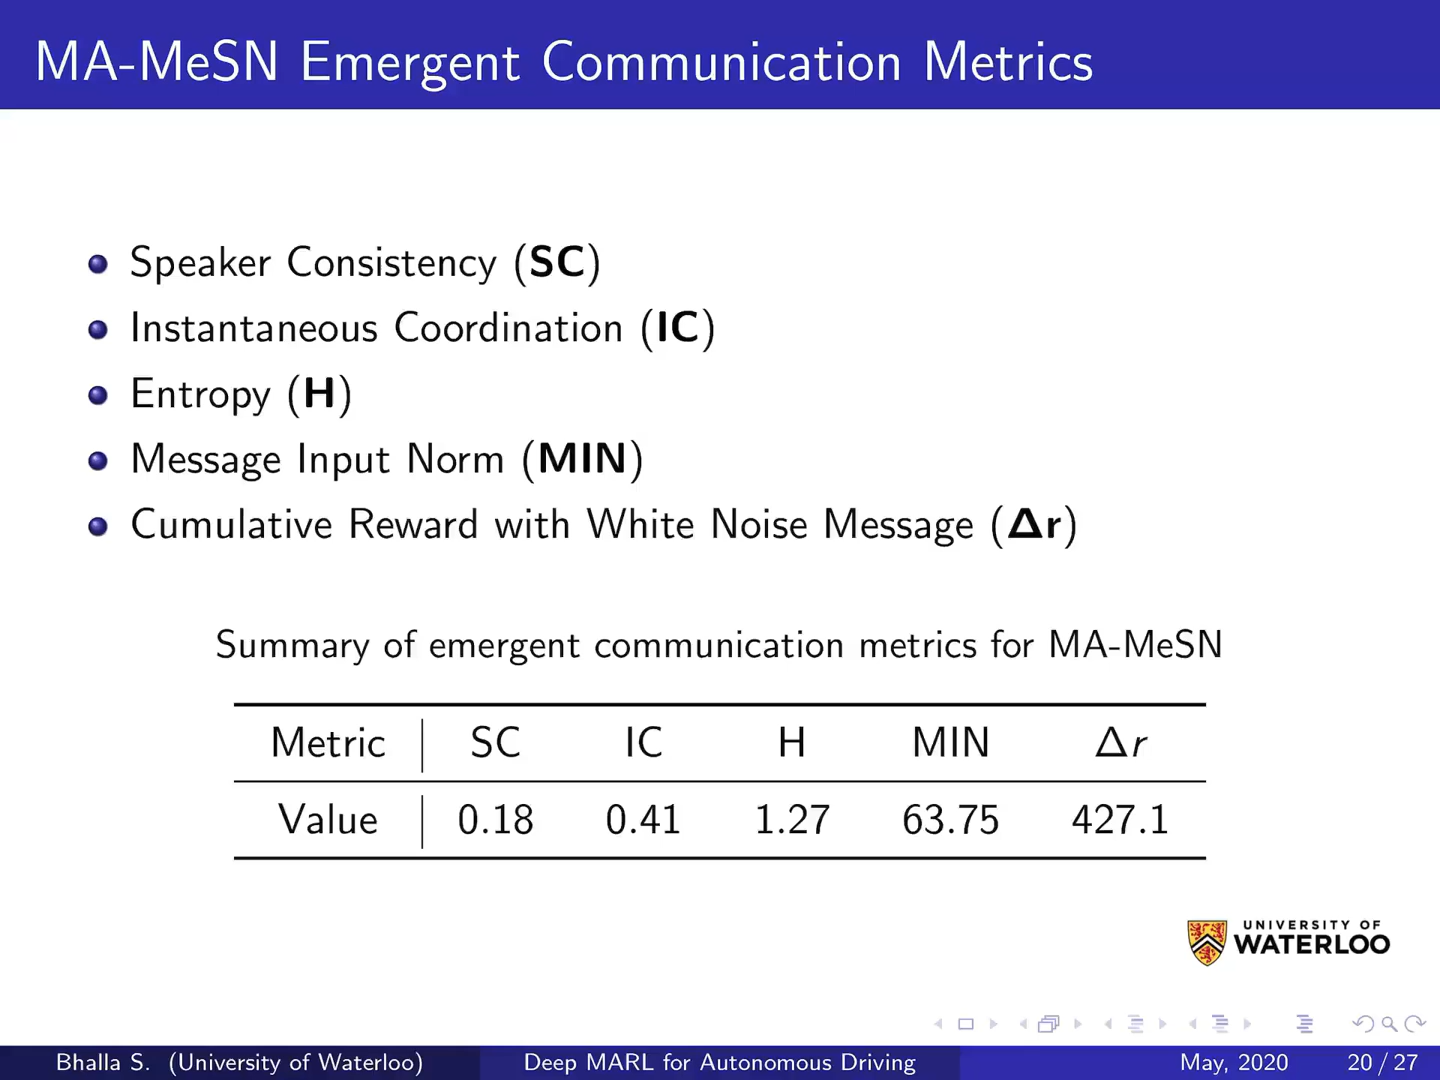 MA-MeSN Emergent Communication Metrics
Speaker Consistency (SC)
Instantaneous Coordination (IC)
Entropy (H)
Message Input Norm (MIN)
Cumulative Reward with White Noise Message (Δr)
Summary of emergent communication metrics for MA-MeSN
Metric SC IC H MIN Δr
Value 0.18 0.41 1.27 63.75 427.1
UNIVERSITY OF
WATERLOO
Bhalla S. (University of Waterloo) Deep MARL for Autonomous Driving May, 2020 20 / 27